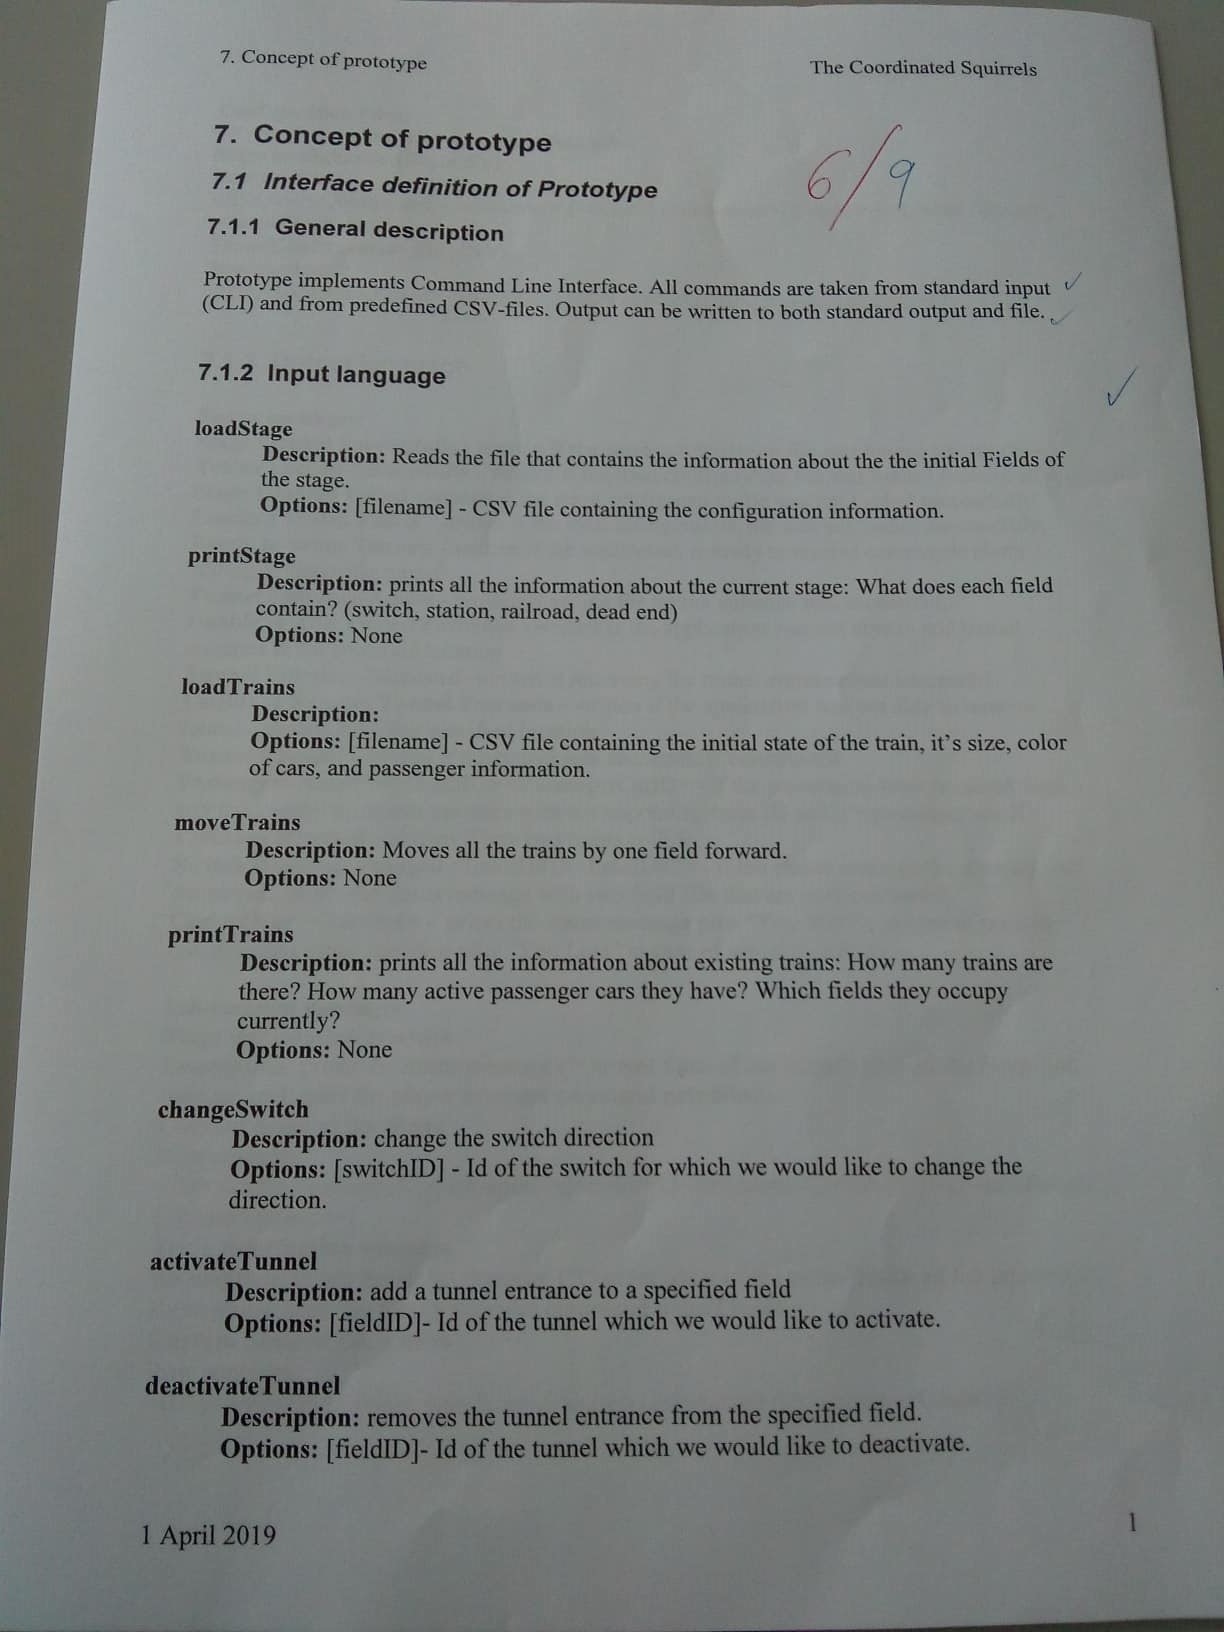 7. Concept of prototype
The Coordinated Squirrels
7. Concept of prototype
6/9
7.1 Interface definition of Prototype
7.1.1 General description
Prototype implements Command Line Interface. All commands are taken from standard input
(CLI) and from predefined CSV-files. Output can be written to both standard output and file.
7.1.2 Input language
loadStage
Description: Reads the file that contains the information about the the initial Fields of
the stage.
Options: [filename] - CSV file containing the configuration information.
printStage
Description: prints all the information about the current stage: What does each field
contain? (switch, station, railroad, dead end)
Options: None
loadTrains
Description:
Options: [filename] - CSV file containing the initial state of the train, it's size, color
of cars, and passenger information.
moveTrains
Description: Moves all the trains by one field forward.
Options: None
printTrains
Description: prints all the information about existing trains: How many trains are
there? How many active passenger cars they have? Which fields they occupy
currently?
Options: None
changeSwitch
Description: change the switch direction
Options: [switchID] - Id of the switch for which we would like to change the
direction.
activateTunnel
Description: add a tunnel entrance to a specified field
Options: [fieldID]- Id of the tunnel which we would like to activate.
deactivateTunnel
Description: removes the tunnel entrance from the specified field.
Options: [fieldID]- Id of the tunnel which we would like to deactivate.
1 April 2019
1